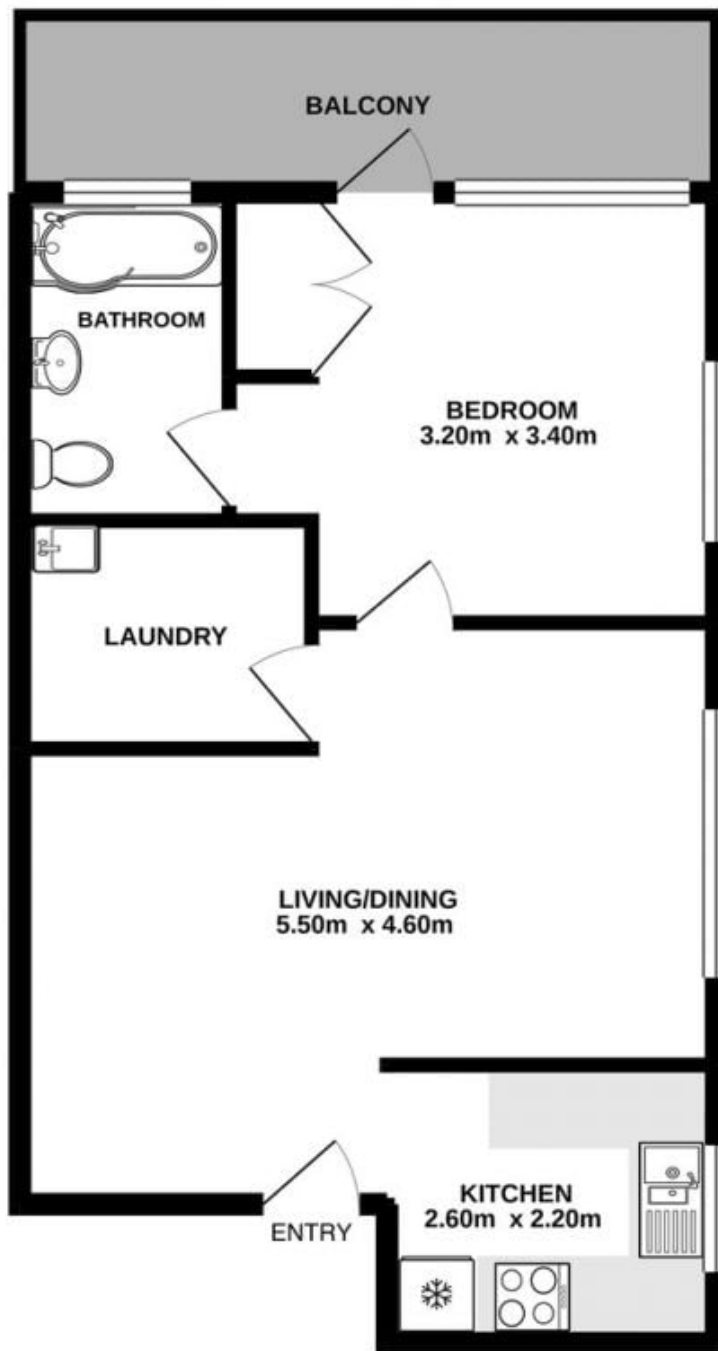 BALCONY
BATHROOM
BEDROOM
3.20m x 3.40m
LAUNDRY
LIVING/DINING
5.50m x 4.60m
KITCHEN
2.60m x 2.20m
ENTRY